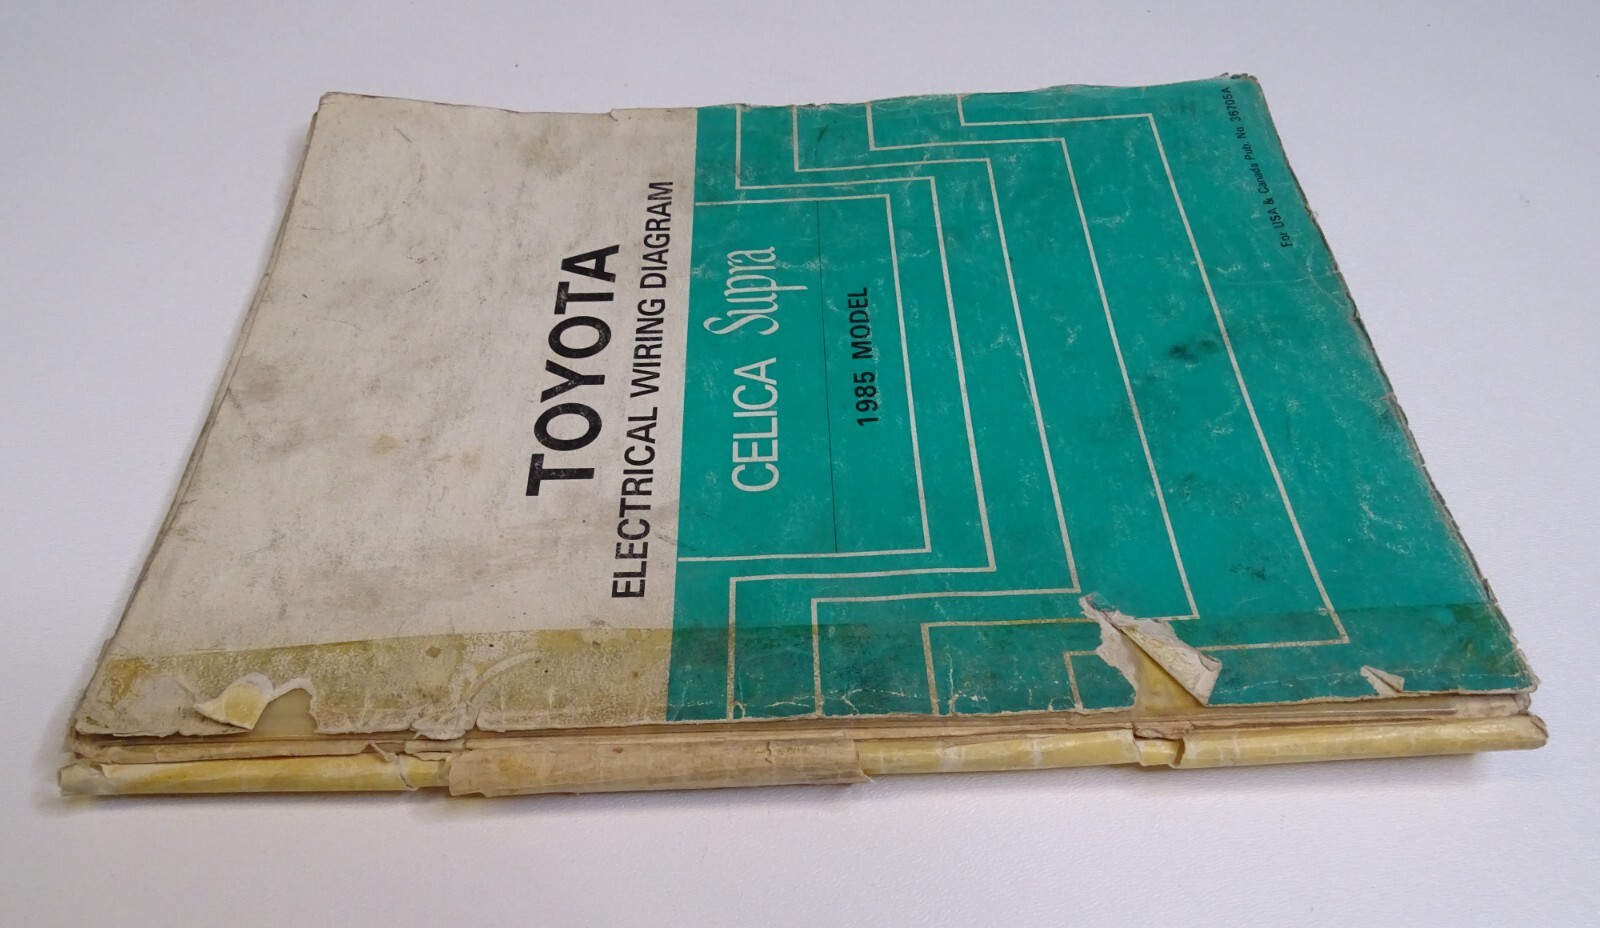 TOYOTA
ELECTRICAL WIRING DIAGRAM
CELICA Supra
1985 MODEL
For USA & Canada Pub. No. 36705A